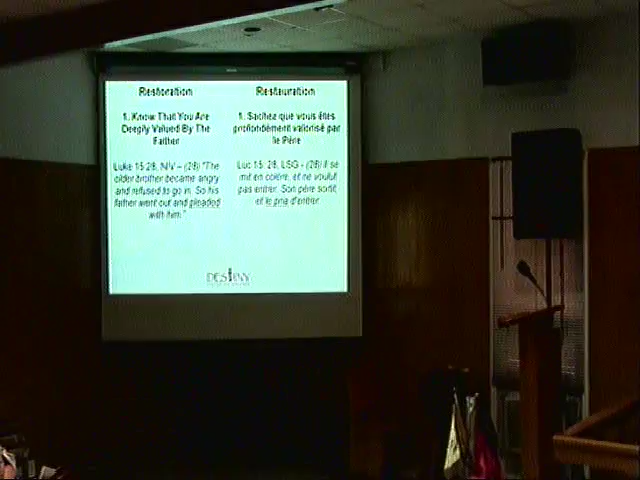 Restoration
1. Know That You Are
Deeply Valued By The
Father
Luke 15:28, NIV – (28) "The
older brother became angry
and refused to go in. So his
father went out and pleaded
with him."
Restauration
1. Sachez que vous êtes
profondément valorisé par
le Père
Luc 15: 28, LSG - (28) Il se
mit en colère, et ne voulut
pas entrer. Son père sortit,
et le pria d'entrer.
DESTINY